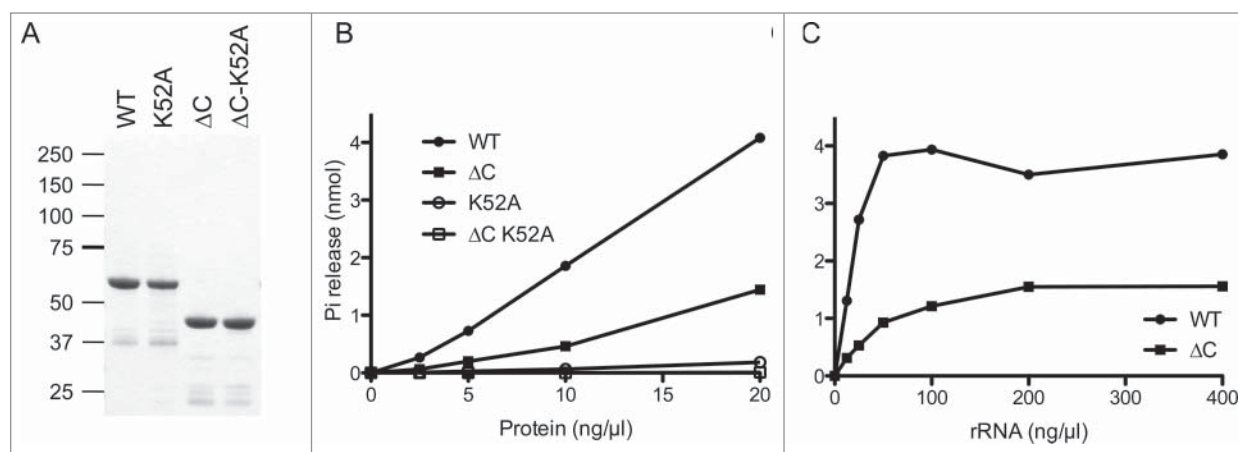 A
WT
K52A
ΔC
ΔC-K52A
250
150
100
75
50
37
25
B
WT
ΔC
K52A
ΔC K52A
Pi release (nmol)
4
3
2
1
0
0 5 10 15 20
Protein (ng/μl)
C
4
3
2
1
0
WT
ΔC
0 100 200 300 400
rRNA (ng/μl)